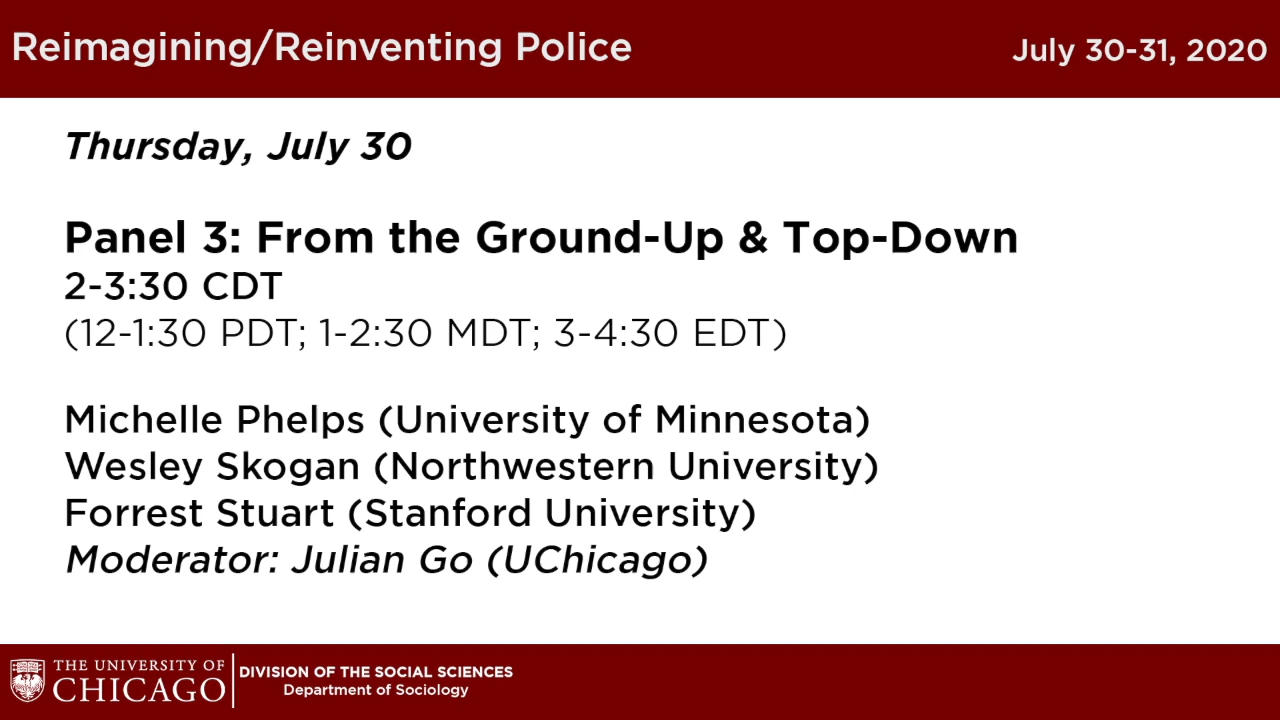 Reimagining/Reinventing Police
July 30-31, 2020
Thursday, July 30
Panel 3: From the Ground-Up & Top-Down
2-3:30 CDT
(12-1:30 PDT; 1-2:30 MDT; 3-4:30 EDT)
Michelle Phelps (University of Minnesota)
Wesley Skogan (Northwestern University)
Forrest Stuart (Stanford University)
Moderator: Julian Go (UChicago)
THE UNIVERSITY OF
CHICAGO
DIVISION OF THE SOCIAL SCIENCES
Department of Sociology